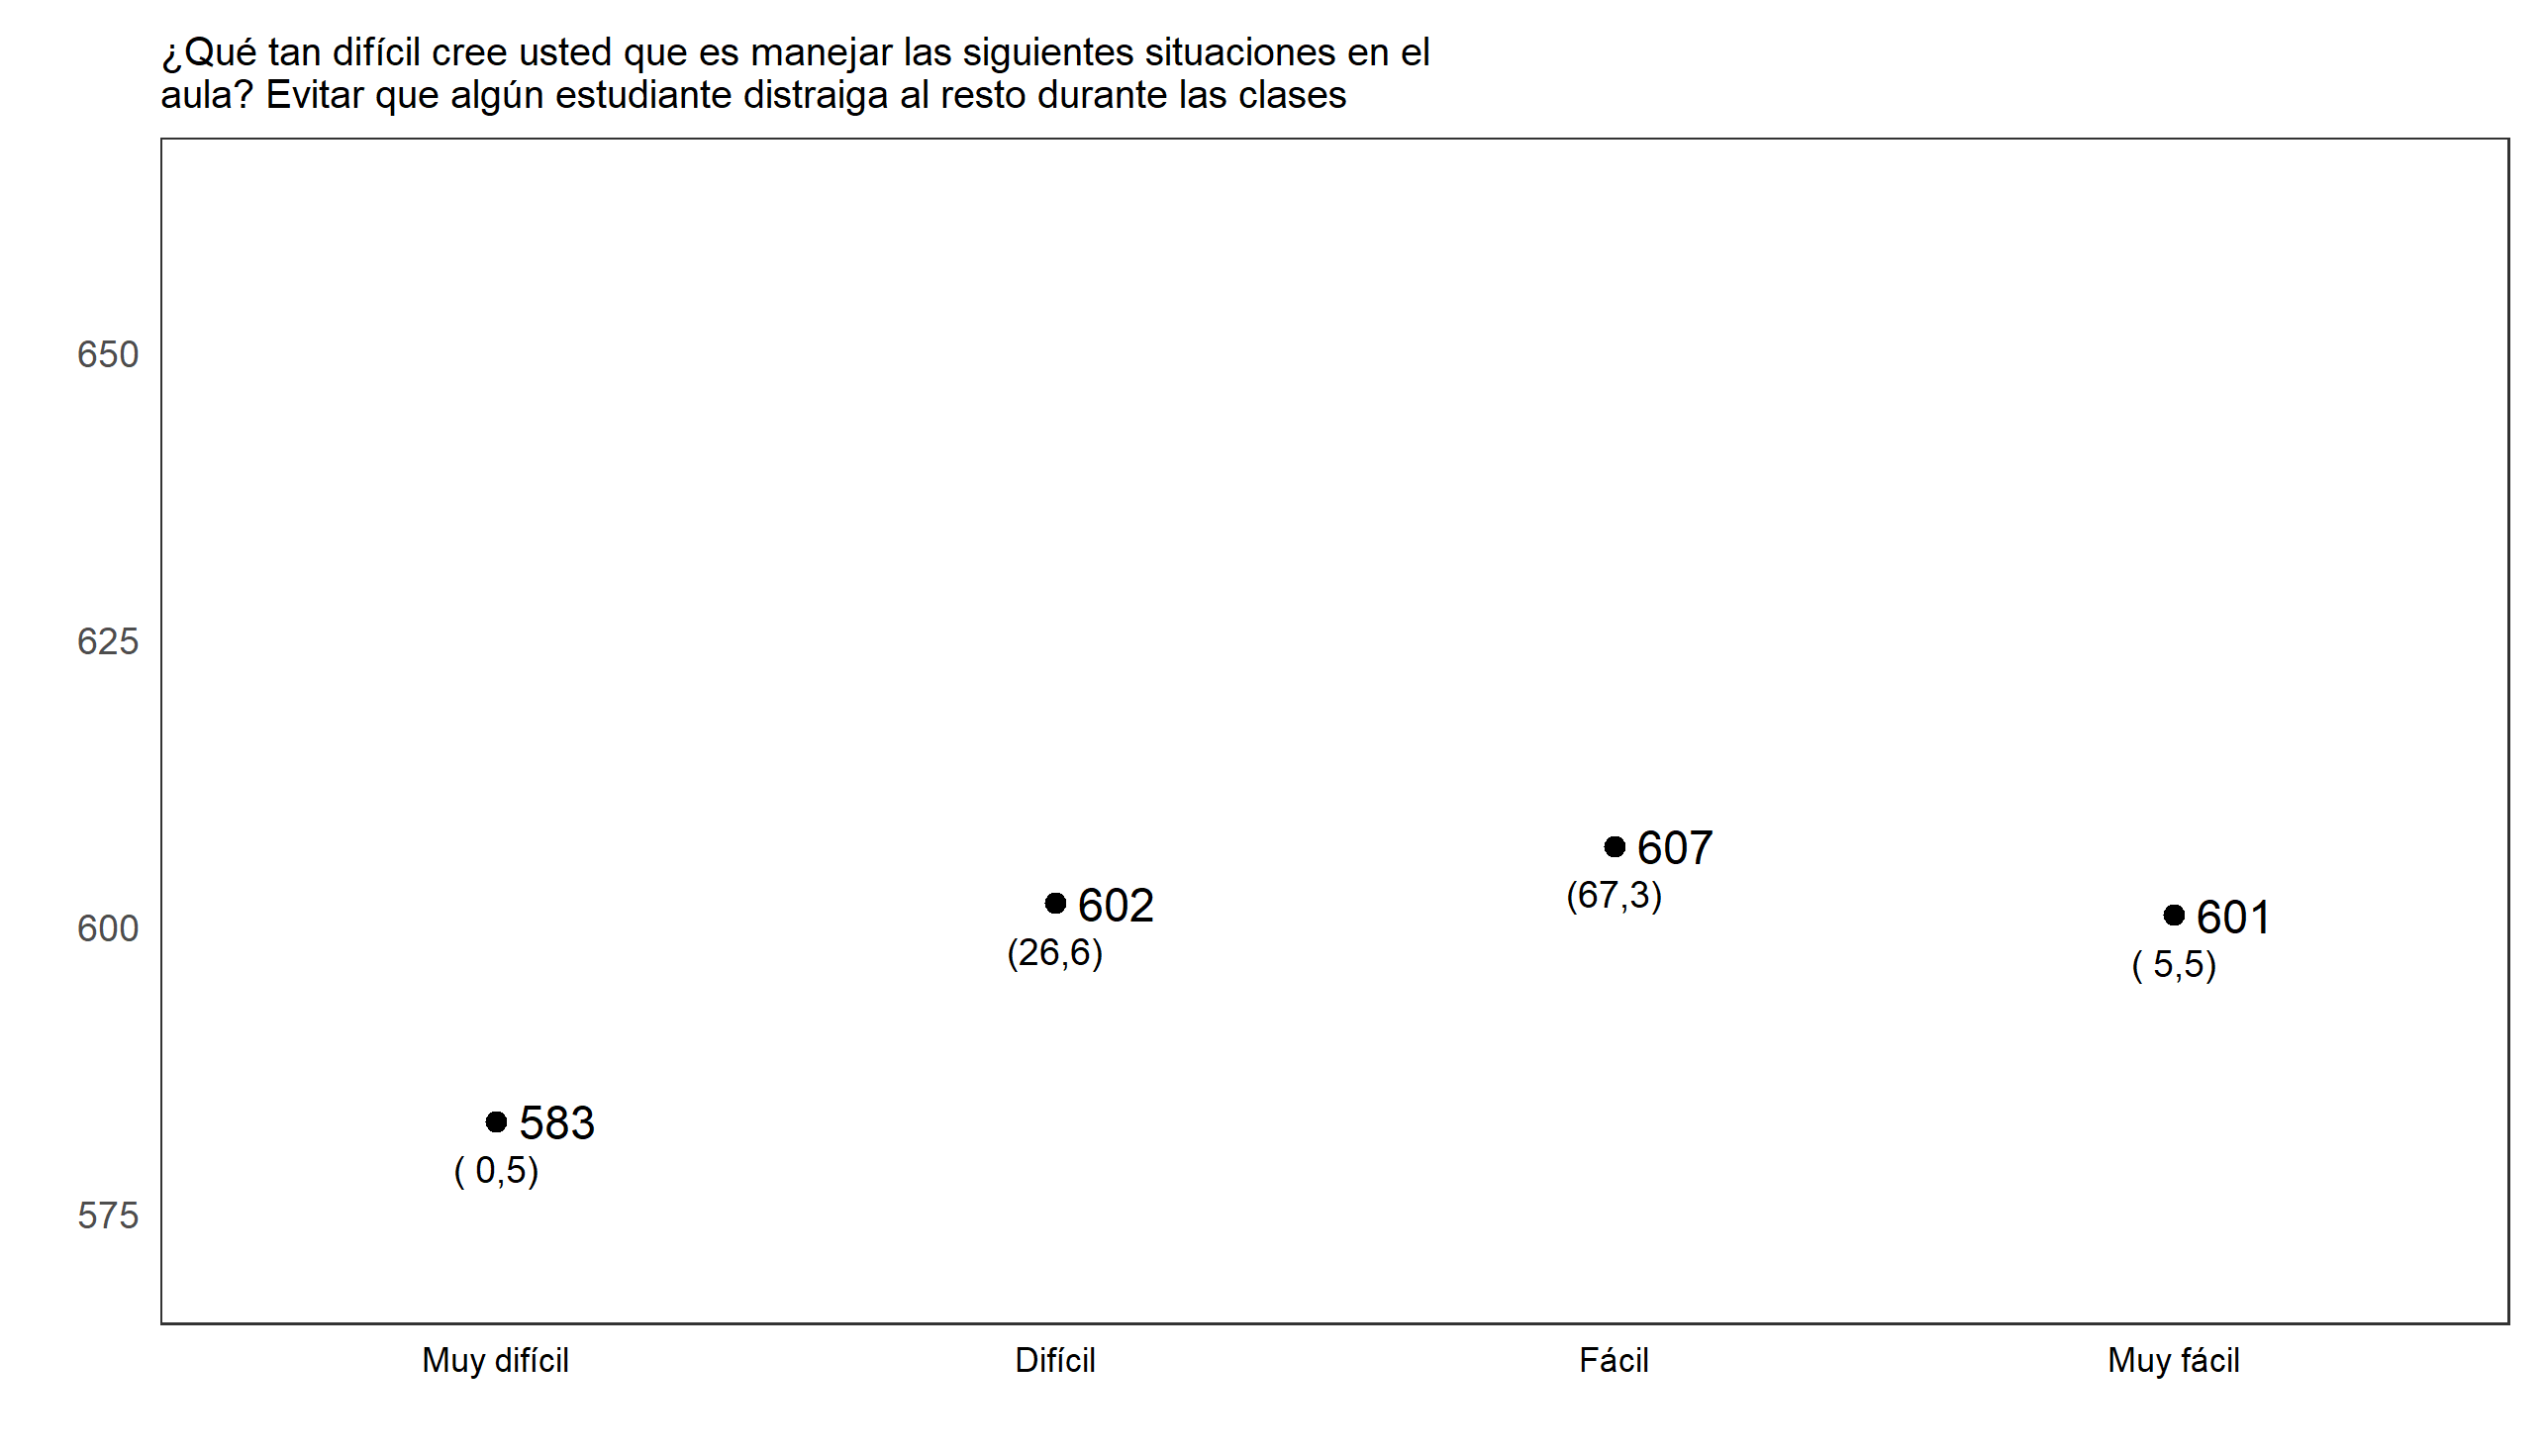 ¿Qué tan difícil cree usted que es manejar las siguientes situaciones en el
aula? Evitar que algún estudiante distraiga al resto durante las clases
650
625
600
575
583
( 0,5)
602
(26,6)
607
(67,3)
601
( 5,5)
Muy difícil
Difícil
Fácil
Muy fácil